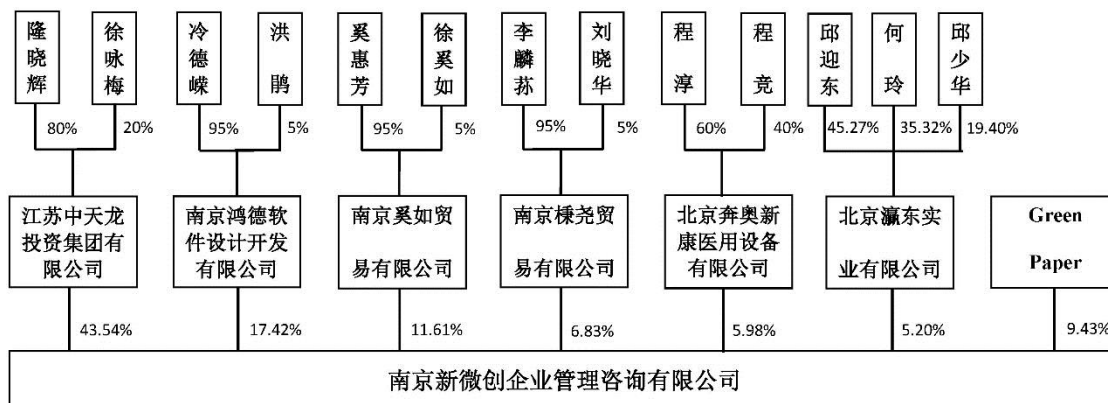 隆晓辉
徐咏梅
冷德嵘
洪鹃
奚惠芳
徐奚如
李麟荪
刘晓华
程淳
程竞
邱迎东
何玲
邱少华
80%
20%
95%
5%
95%
5%
95%
5%
60%
40%
45.27%
35.32%
19.40%
江苏中天龙
投资集团有
限公司
南京鸿德软
件设计开发
有限公司
南京奚如贸
易有限公司
南京秉尧贸
易有限公司
北京奔奥新
康医用设备
有限公司
北京瀛东实
业有限公司
Green
Paper
43.54%
17.42%
11.61%
6.83%
5.98%
5.20%
9.43%
南京新微创企业管理咨询有限公司